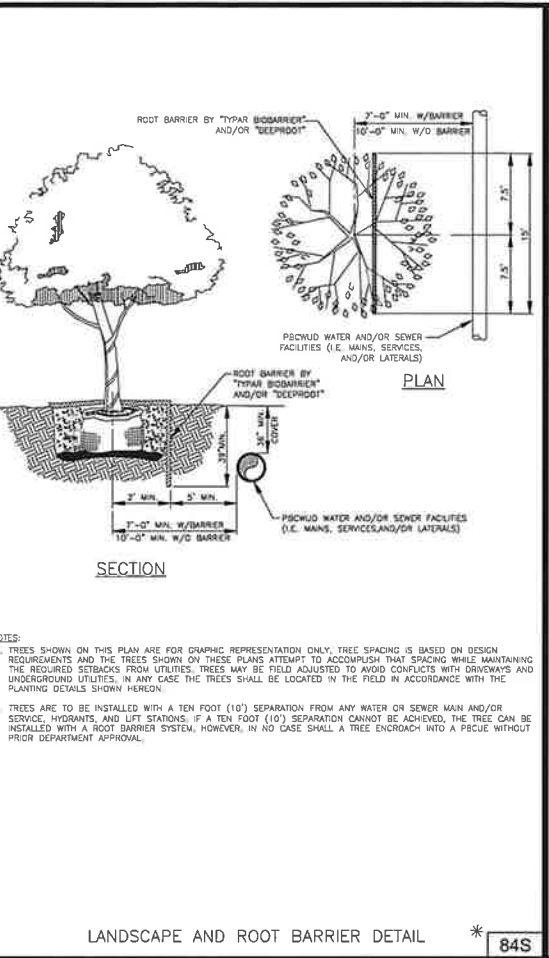 ROOT BARRIER BY "TYPAR BIOBARRIER"
AND/OR "DEEPROOT"
7'-0" MIN. W/BARRIER
10'-0" MIN. W/O BARRIER
7.5'
15'
7.5'
PBCWUD WATER AND/OR SEWER
FACILITIES (I.E. MAINS, SERVICES,
AND/OR LATERALS)
PLAN
ROOT BARRIER BY
"TYPAR BIOBARRIER"
AND/OR "DEEPROOT"
39"MIN.
36" MIN.
COVER
2' MIN.
5' MIN.
7'-0" MIN. W/BARRIER
10'-0" MIN. W/O BARRIER
PBCWUD WATER AND/OR SEWER FACILITIES
(I.E. MAINS, SERVICES,AND/OR LATERALS)
SECTION
OTES:
TREES SHOWN ON THIS PLAN ARE FOR GRAPHIC REPRESENTATION ONLY, TREE SPACING IS BASED ON DESIGN
REQUIREMENTS AND THE TREES SHOWN ON THESE PLANS ATTEMPT TO ACCOMPLISH THAT SPACING WHILE MAINTAINING
THE REQUIRED SETBACKS FROM UTILITIES. TREES MAY BE FIELD ADJUSTED TO AVOID CONFLICTS WITH DRIVEWAYS AND
UNDERGROUND UTILITIES. IN ANY CASE THE TREES SHALL BE LOCATED IN THE FIELD IN ACCORDANCE WITH THE
PLANTING DETAILS SHOWN HEREON.
TREES ARE TO BE INSTALLED WITH A TEN FOOT (10') SEPARATION FROM ANY WATER OR SEWER MAIN AND/OR
SERVICE, HYDRANTS, AND LIFT STATIONS. IF A TEN FOOT (10') SEPARATION CANNOT BE ACHIEVED, THE TREE CAN BE
INSTALLED WITH A ROOT BARRIER SYSTEM. HOWEVER, IN NO CASE SHALL A TREE ENCROACH INTO A PBCUE WITHOUT
PRIOR DEPARTMENT APPROVAL.
LANDSCAPE AND ROOT BARRIER DETAIL
* 84S